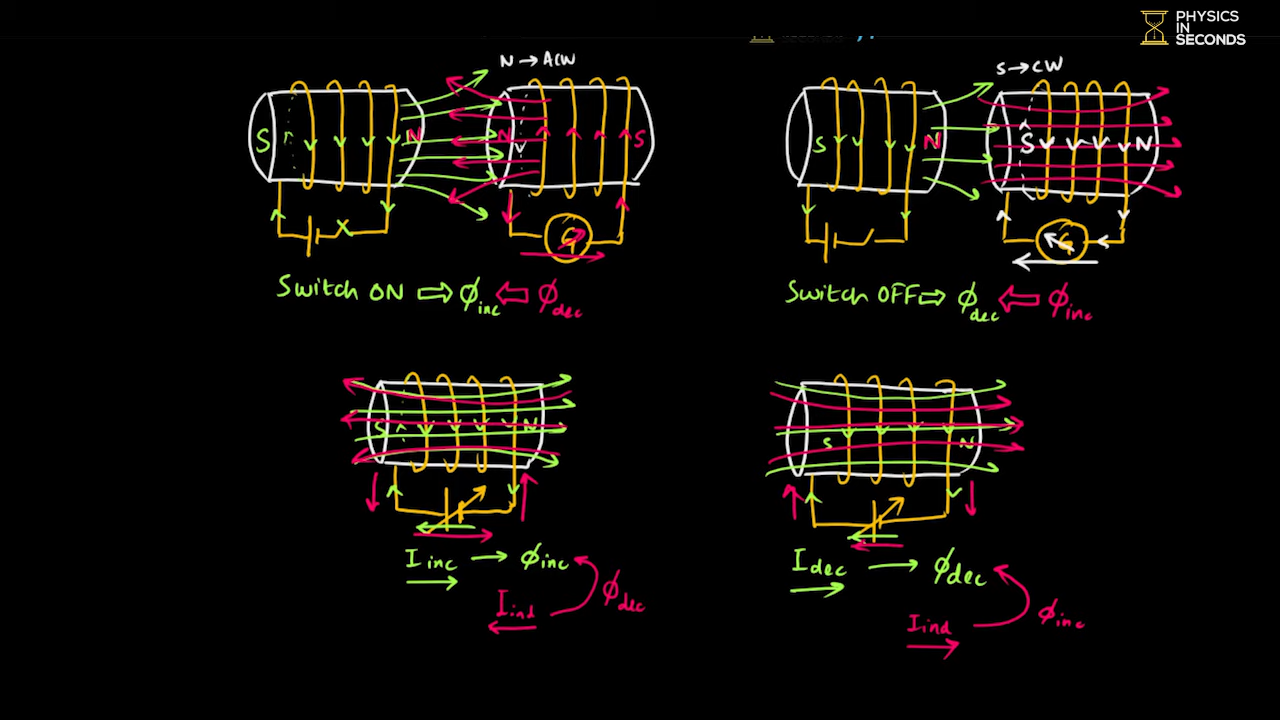 PHYSICS
IN
SECONDS
N → ACW
S → CW
S N N S
S N S N
G
G
Switch ON ⇨ ϕinc ⇦ ϕdec
Switch OFF ⇨ ϕdec ⇦ ϕinc
S N
S N
I inc → ϕinc
ϕdec
Iind
Idec → ϕdec
ϕinc
Iind